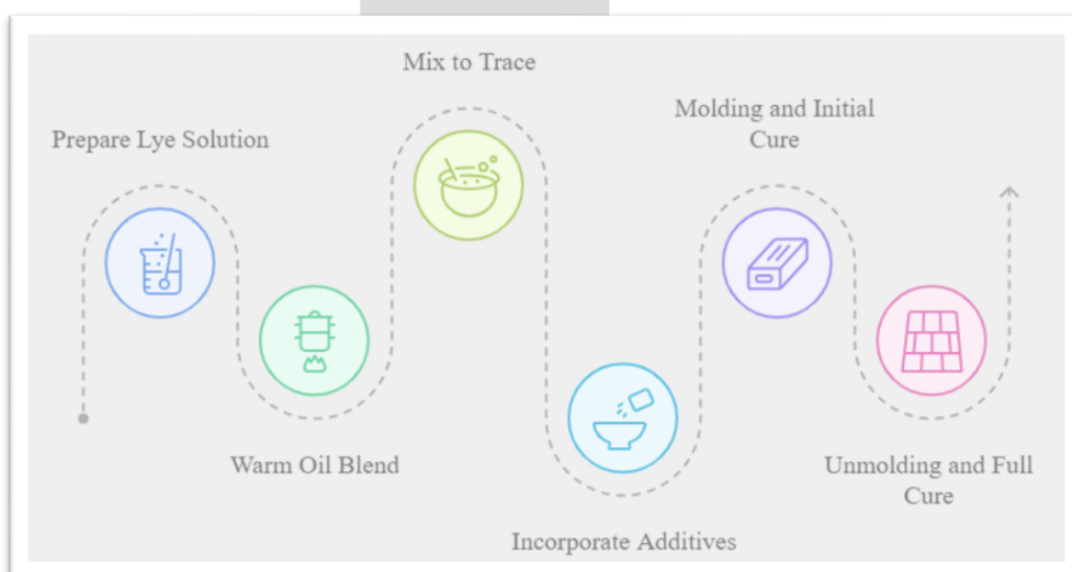 Prepare Lye Solution
Warm Oil Blend
Mix to Trace
Incorporate Additives
Molding and Initial
Cure
Unmolding and Full
Cure